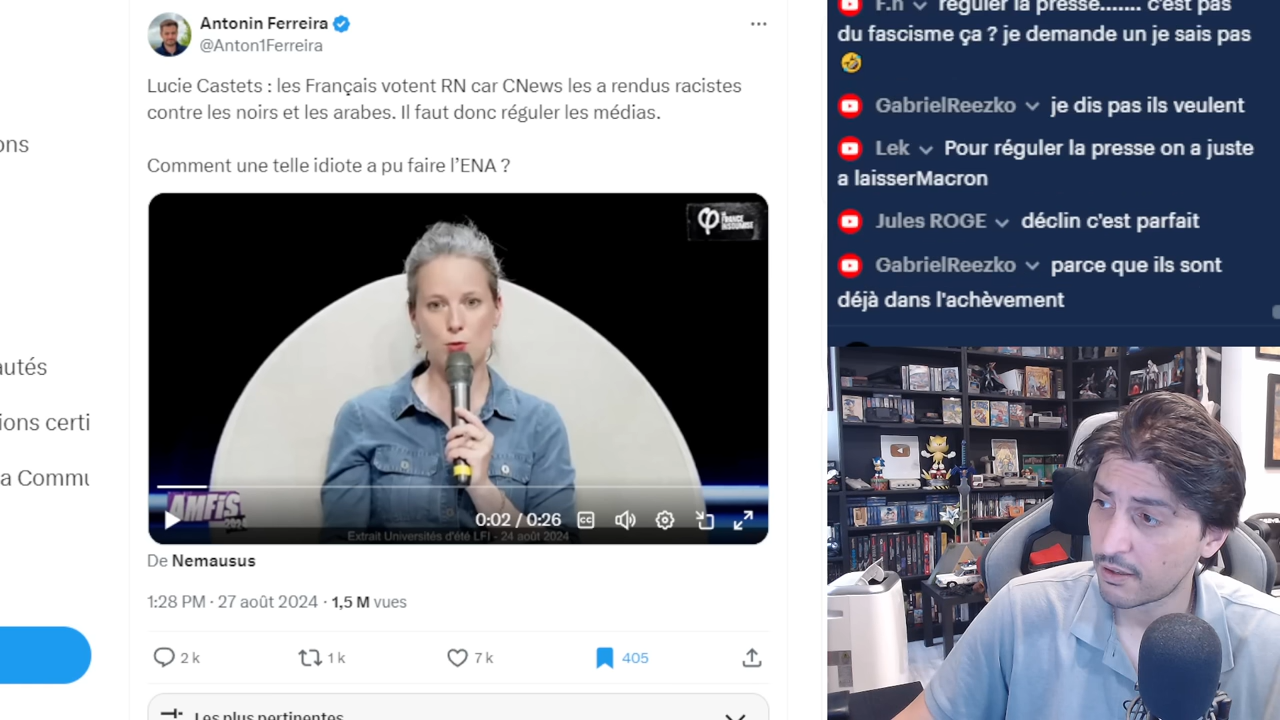 Antonin Ferreira
@Anton1Ferreira
Lucie Castets : les Français votent RN car CNews les a rendus racistes
contre les noirs et les arabes. Il faut donc réguler les médias.
Comment une telle idiote a pu faire l’ENA ?
LA
FRANCE
INSOUMISE
AMFiS
0:02 / 0:26
CC
Extrait Universités d'été LFI - 24 août 2024
De Nemausus
1:28 PM · 27 août 2024 · 1,5 M vues
2 k
1 k
7 k
405
Les plus pertinentes
ons
autés
ions certi
a Commu
F.n réguler la presse....... c'est pas
du fascisme ça ? je demande un je sais pas
🤣
GabrielReezko je dis pas ils veulent
Lek Pour réguler la presse on a juste
a laisserMacron
Jules ROGE déclin c'est parfait
GabrielReezko parce que ils sont
déjà dans l'achèvement